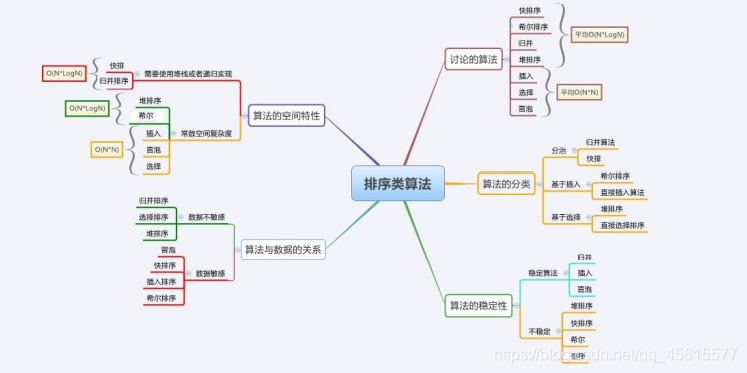 排序类算法
讨论的算法
快排序
希尔排序
归并
堆排序
平均O(N*LogN)
插入
选择
冒泡
平均O(N*N)
算法的分类
分治
归并算法
快排
基于插入
希尔排序
直接插入算法
基于选择
堆排序
直接选择排序
算法的稳定性
稳定算法
归并
插入
冒泡
不稳定
堆排序
快排序
希尔
算法的空间特性
需要使用堆栈或者递归实现
快排
归并排序
O(N*LogN)
常数空间复杂度
堆排序
希尔
O(N*LogN)
插入
冒泡
选择
O(N*N)
算法与数据的关系
数据不敏感
归并排序
选择排序
堆排序
数据敏感
冒泡
快排序
插入排序
希尔排序
https://blog.csdn.net/qq_45615577